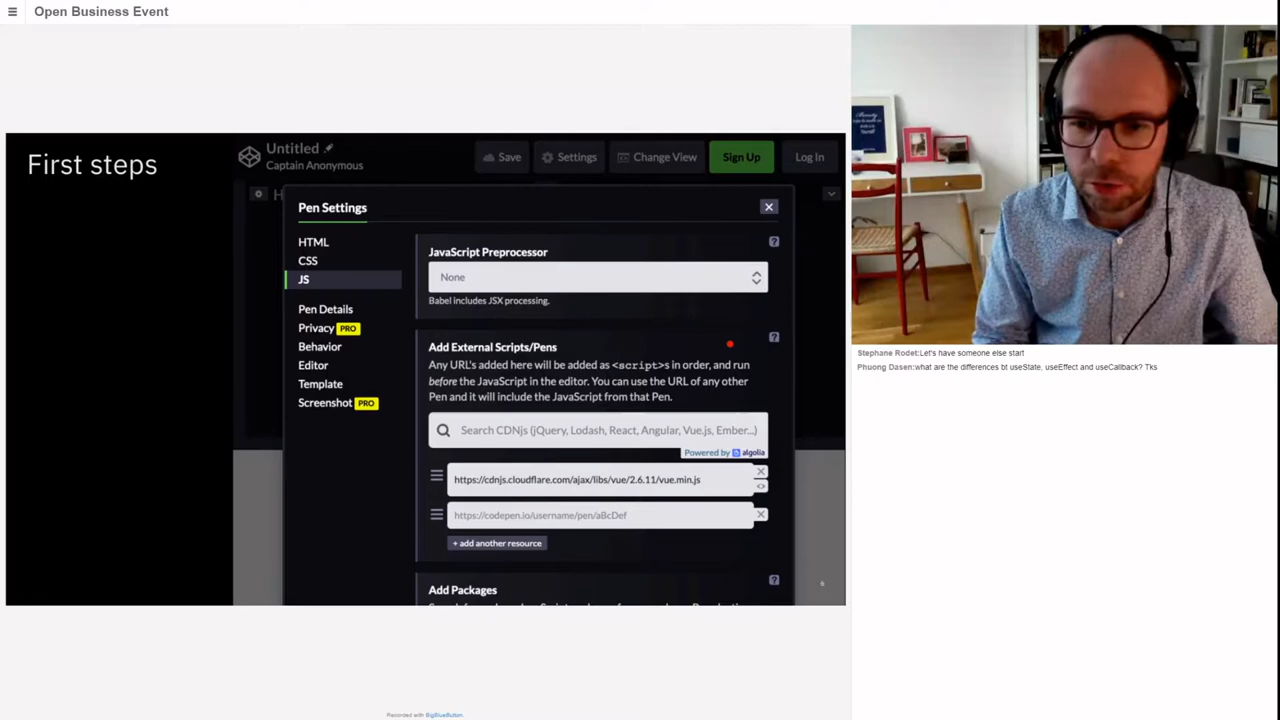 Open Business Event
First steps
Untitled
Captain Anonymous
Save
Settings
Change View
Sign Up
Log In
H
Pen Settings
HTML
CSS
JS
Pen Details
Privacy PRO
Behavior
Editor
Template
Screenshot PRO
JavaScript Preprocessor
None
Babel includes JSX processing.
Add External Scripts/Pens
Any URL's added here will be added as <script>s in order, and run
before the JavaScript in the editor. You can use the URL of any other
Pen and it will include the JavaScript from that Pen.
Search CDNjs (jQuery, Lodash, React, Angular, Vue.js, Ember...)
Powered by algolia
https://cdnjs.cloudflare.com/ajax/libs/vue/2.6.11/vue.min.js
https://codepen.io/username/pen/aBcDef
+ add another resource
Add Packages
Stephane Rodet:Let's have someone else start
Phuong Dasen:what are the differences bt useState, useEffect and useCallback? Tks
Recorded with BigBlueButton.